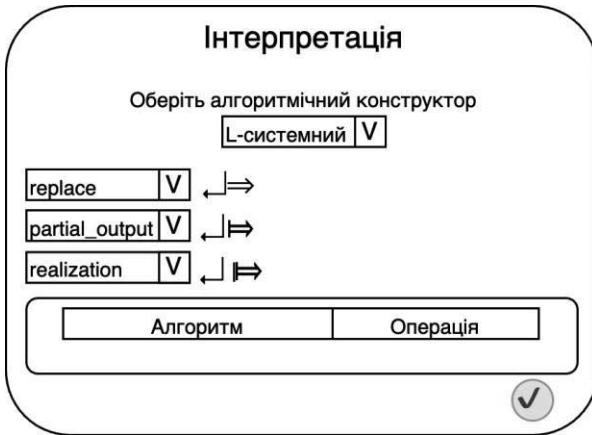 Інтерпретація
Оберіть алгоритмічний конструктор
L-системний V
replace V ↲⇒
partial_output V ↲⤇
realization V ↲|⤇
Алгоритм Операція